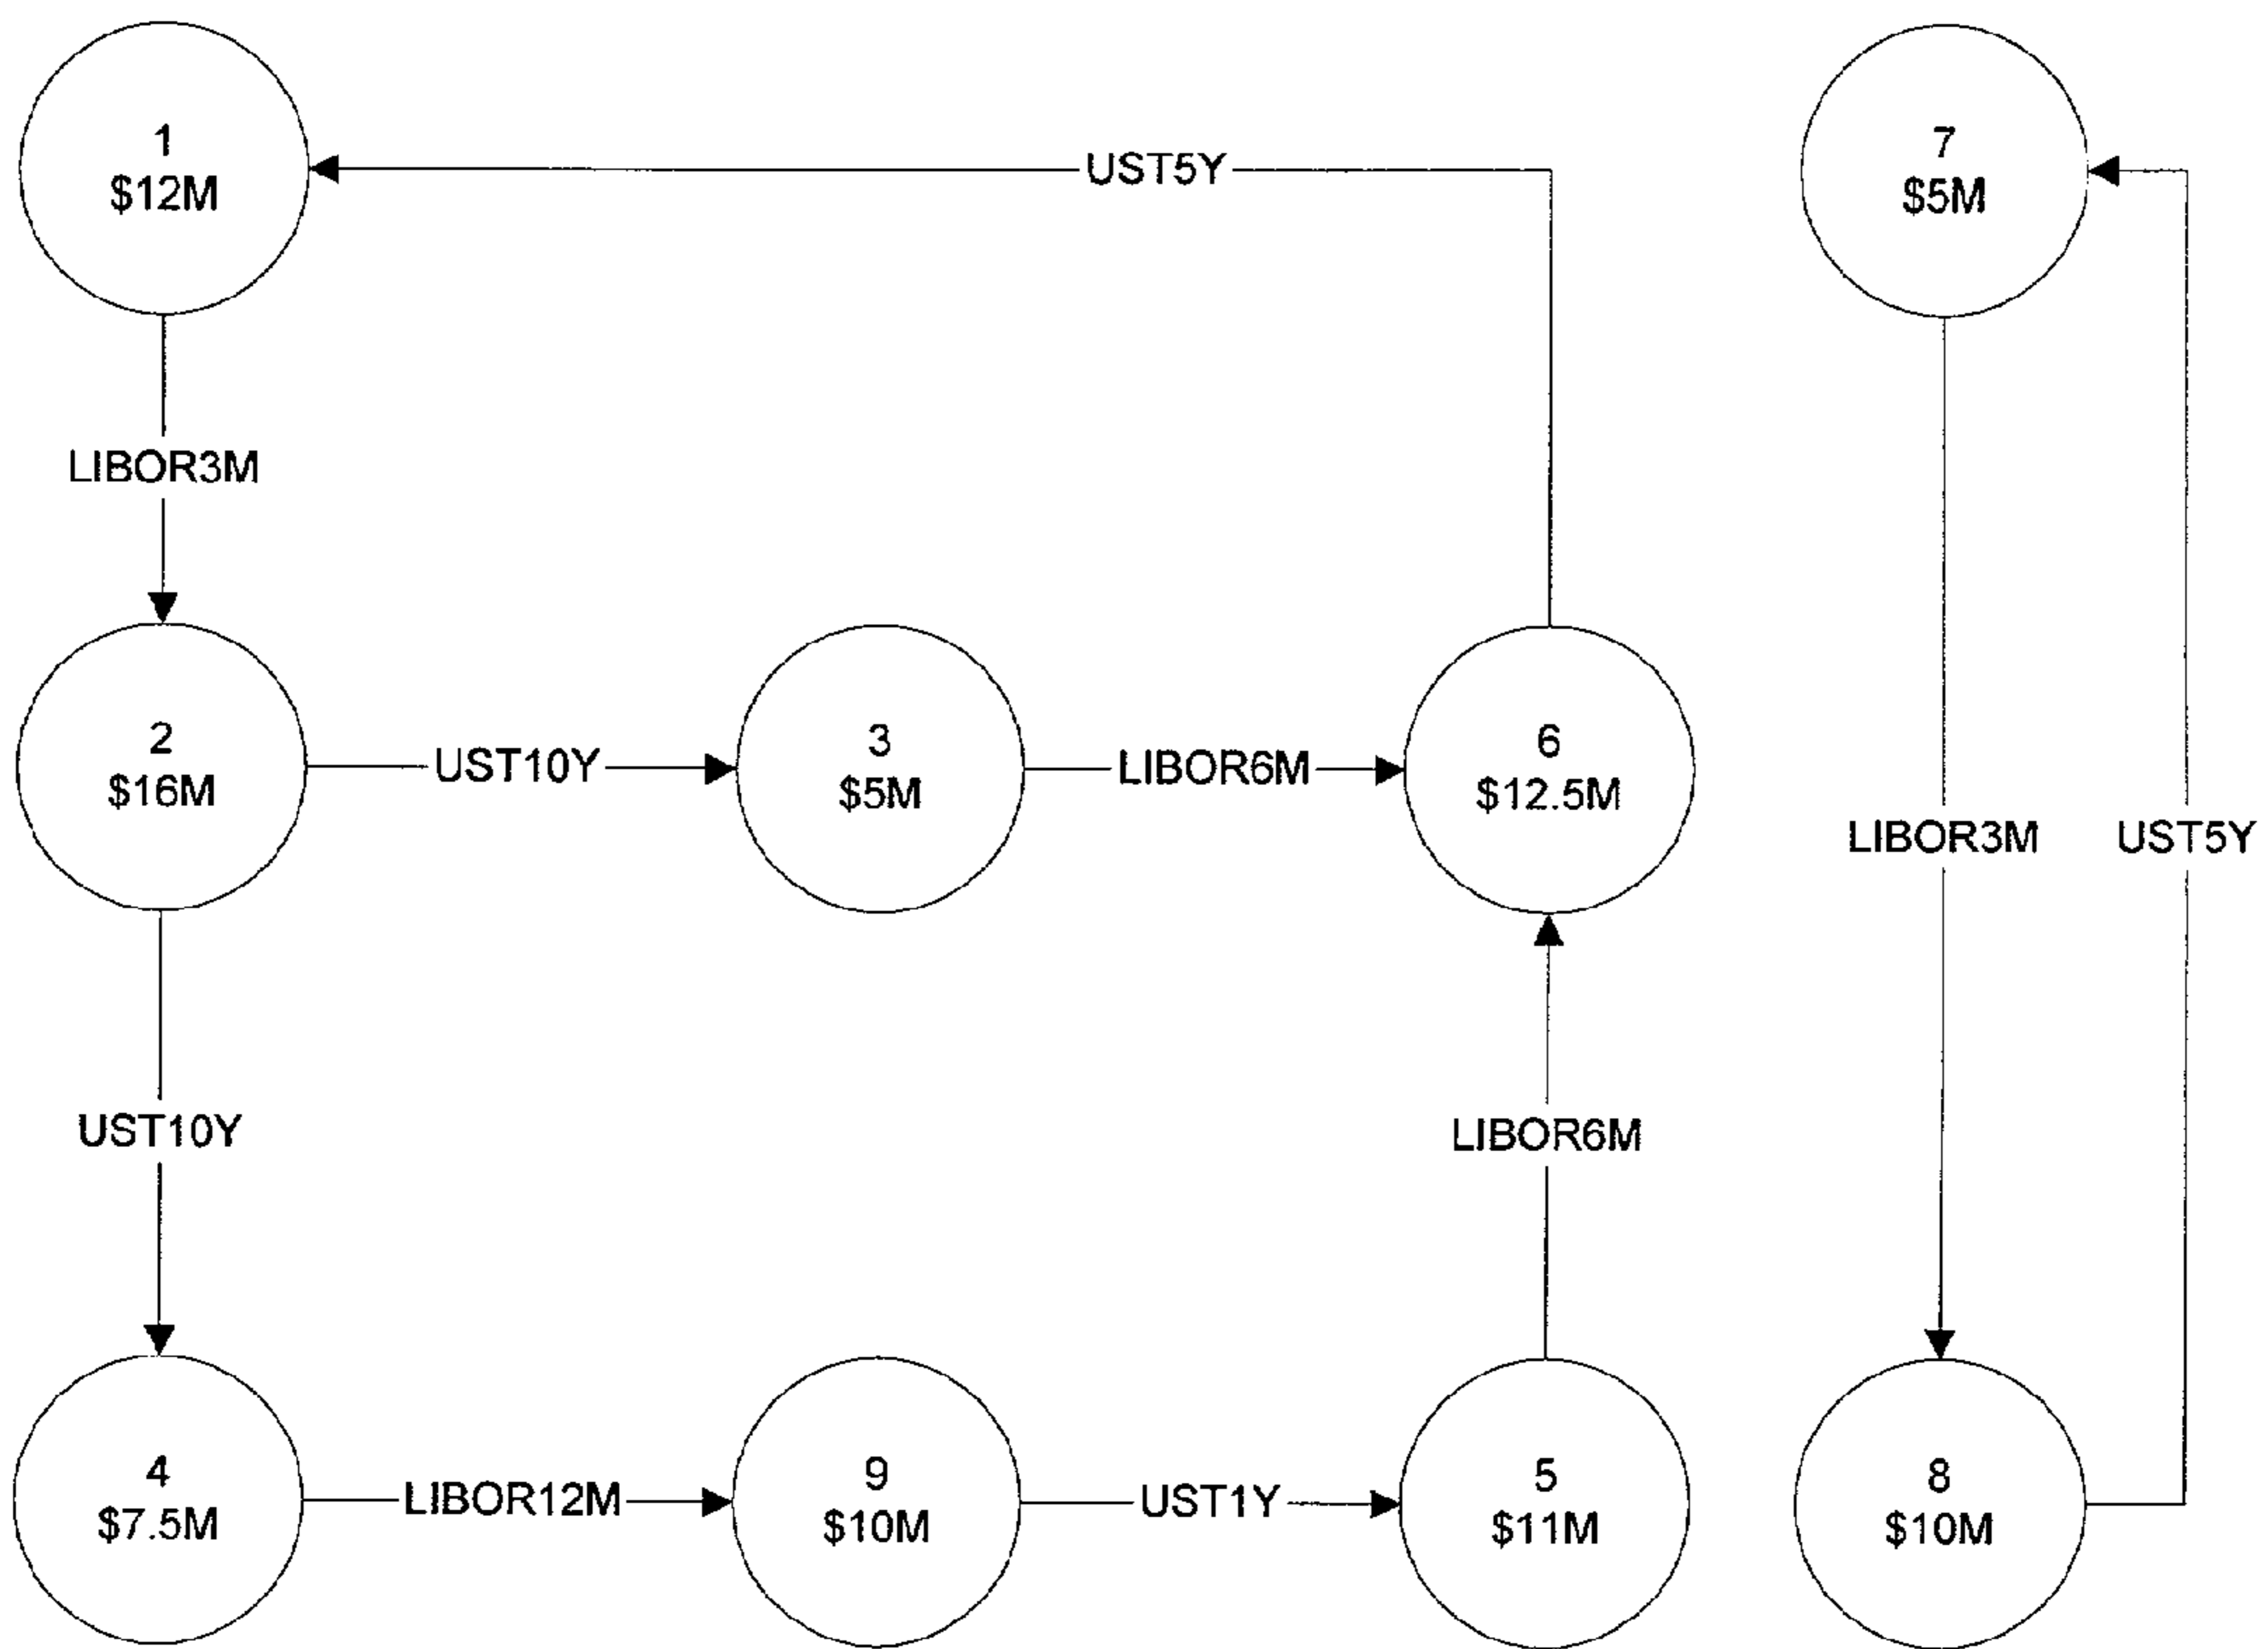 1
$12M
UST5Y
7
$5M
LIBOR3M
2
$16M
UST10Y
3
$5M
LIBOR6M
6
$12.5M
LIBOR3M
UST5Y
UST10Y
LIBOR6M
4
$7.5M
LIBOR12M
9
$10M
UST1Y
5
$11M
8
$10M